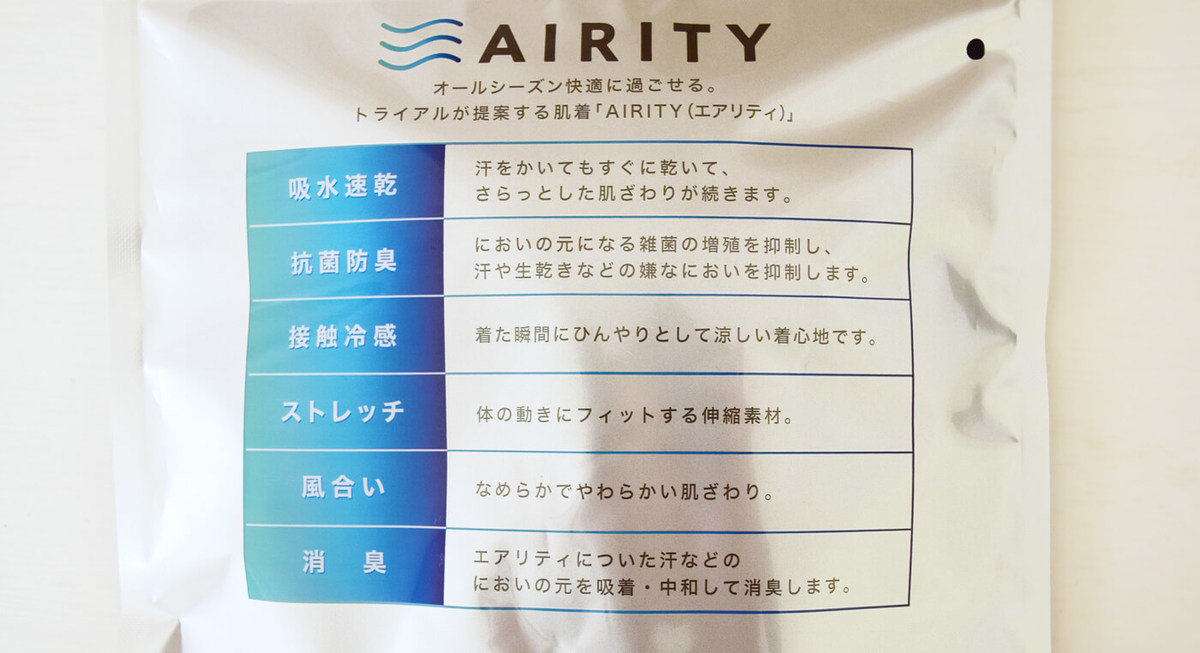 AIRITY
オールシーズン快適に過ごせる。
トライアルが提案する肌着「AIRITY(エアリティ)」
吸水速乾
汗をかいてもすぐに乾いて、
さらっとした肌ざわりが続きます。
抗菌防臭
においの元になる雑菌の増殖を抑制し、
汗や生乾きなどの嫌なにおいを抑制します。
接触冷感
着た瞬間にひんやりとして涼しい着心地です。
ストレッチ
体の動きにフィットする伸縮素材。
風合い
なめらかでやわらかい肌ざわり。
消 臭
エアリティについた汗などの
においの元を吸着・中和して消臭します。